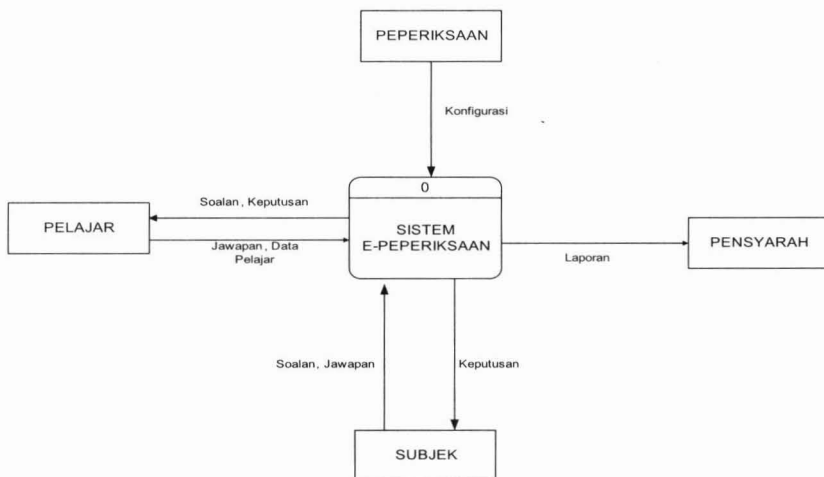 PEPERIKSAAN
Konfigurasi
0
SISTEM
E-PEPERIKSAAN
Soalan, Keputusan
PELAJAR
Jawapan, Data
Pelajar
PENSYARAH
Laporan
Soalan, Jawapan
Keputusan
SUBJEK